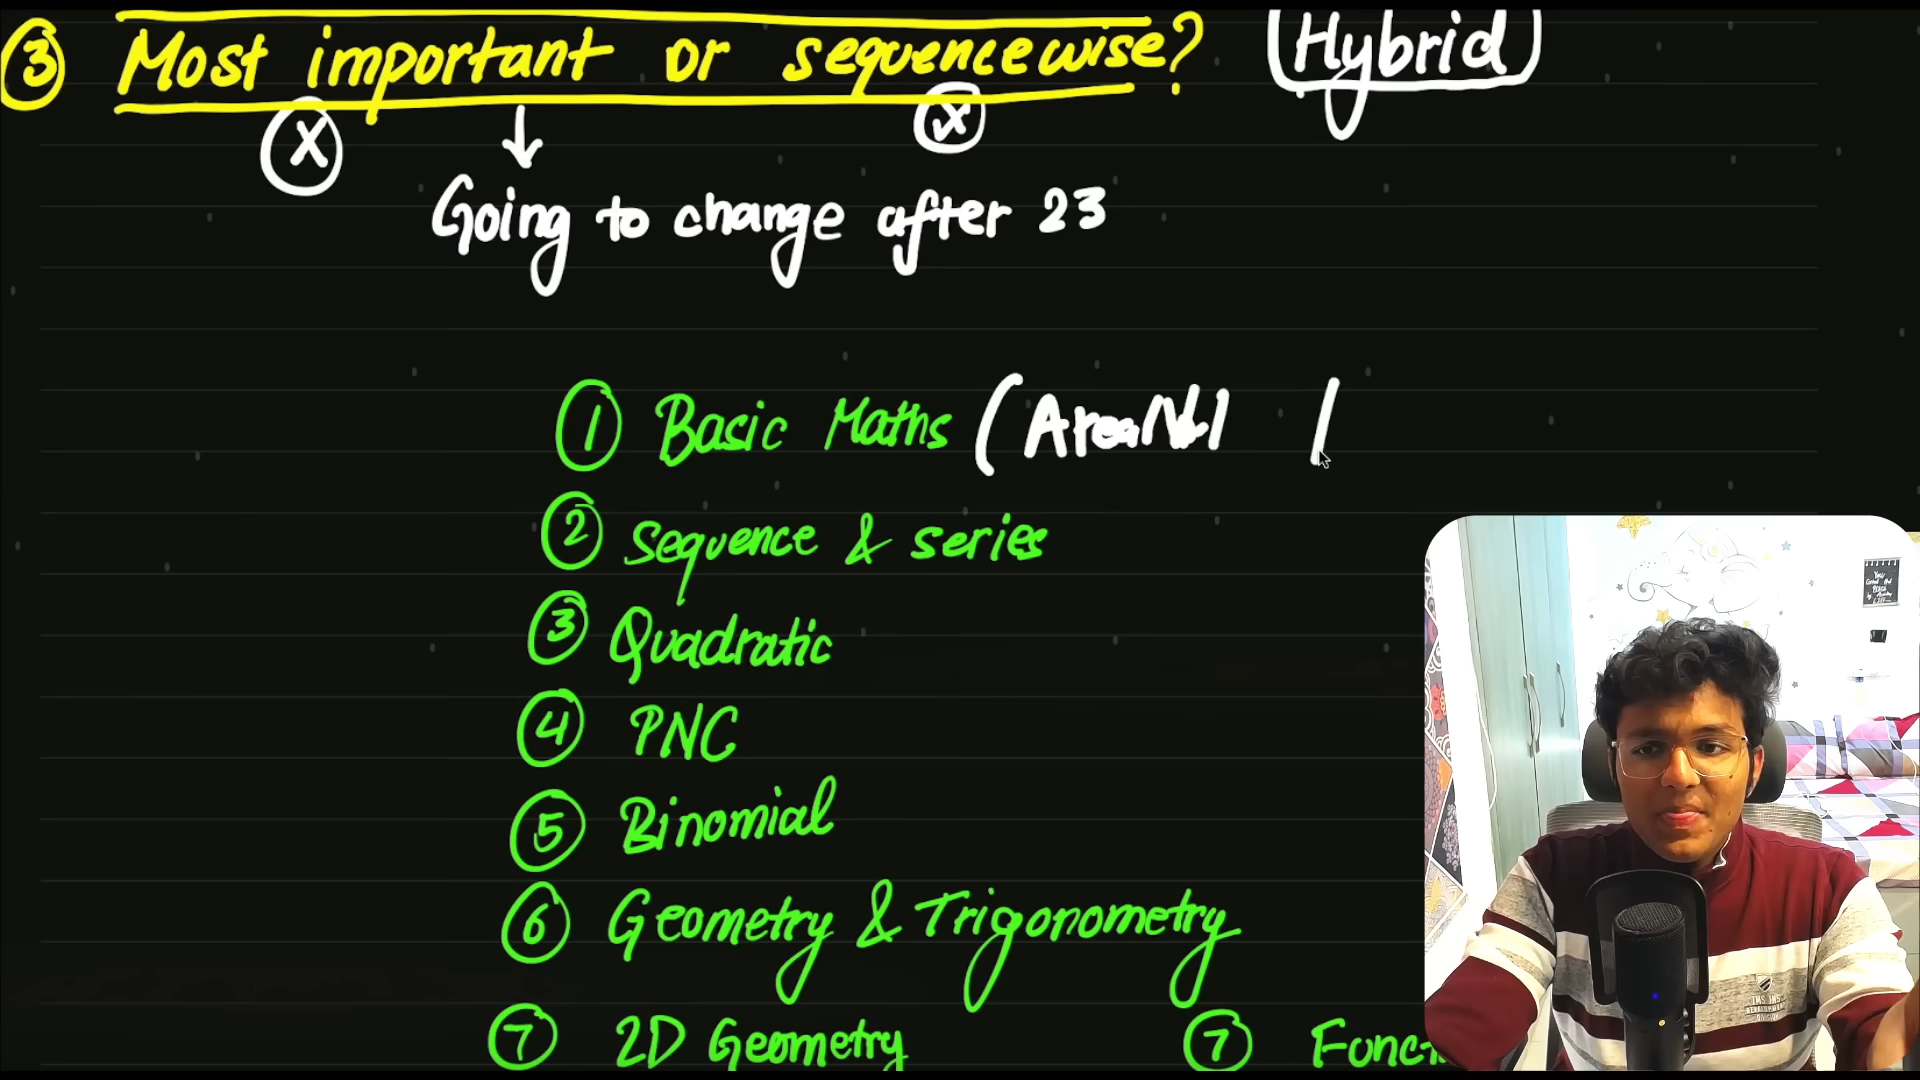 ③ Most important or sequencewise? Hybrid
X X
Going to change after 23
① Basic Maths (
② Sequence & series
③ Quadratic
④ PNC
⑤ Binomial
⑥ Geometry & Trigonometry
⑦ 2D Geometry ⑦ Funct